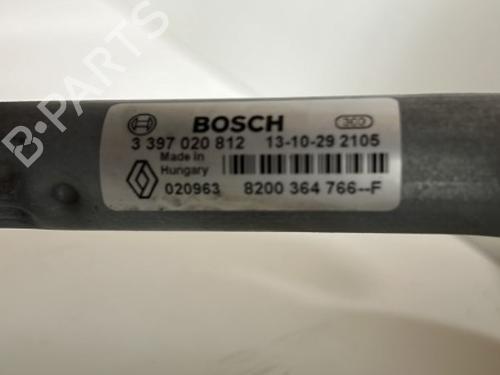 B-PARTS
BOSCH
3 397 020 812 13-10-29 2105
Made in
Hungary
020963 8200 364 766--F